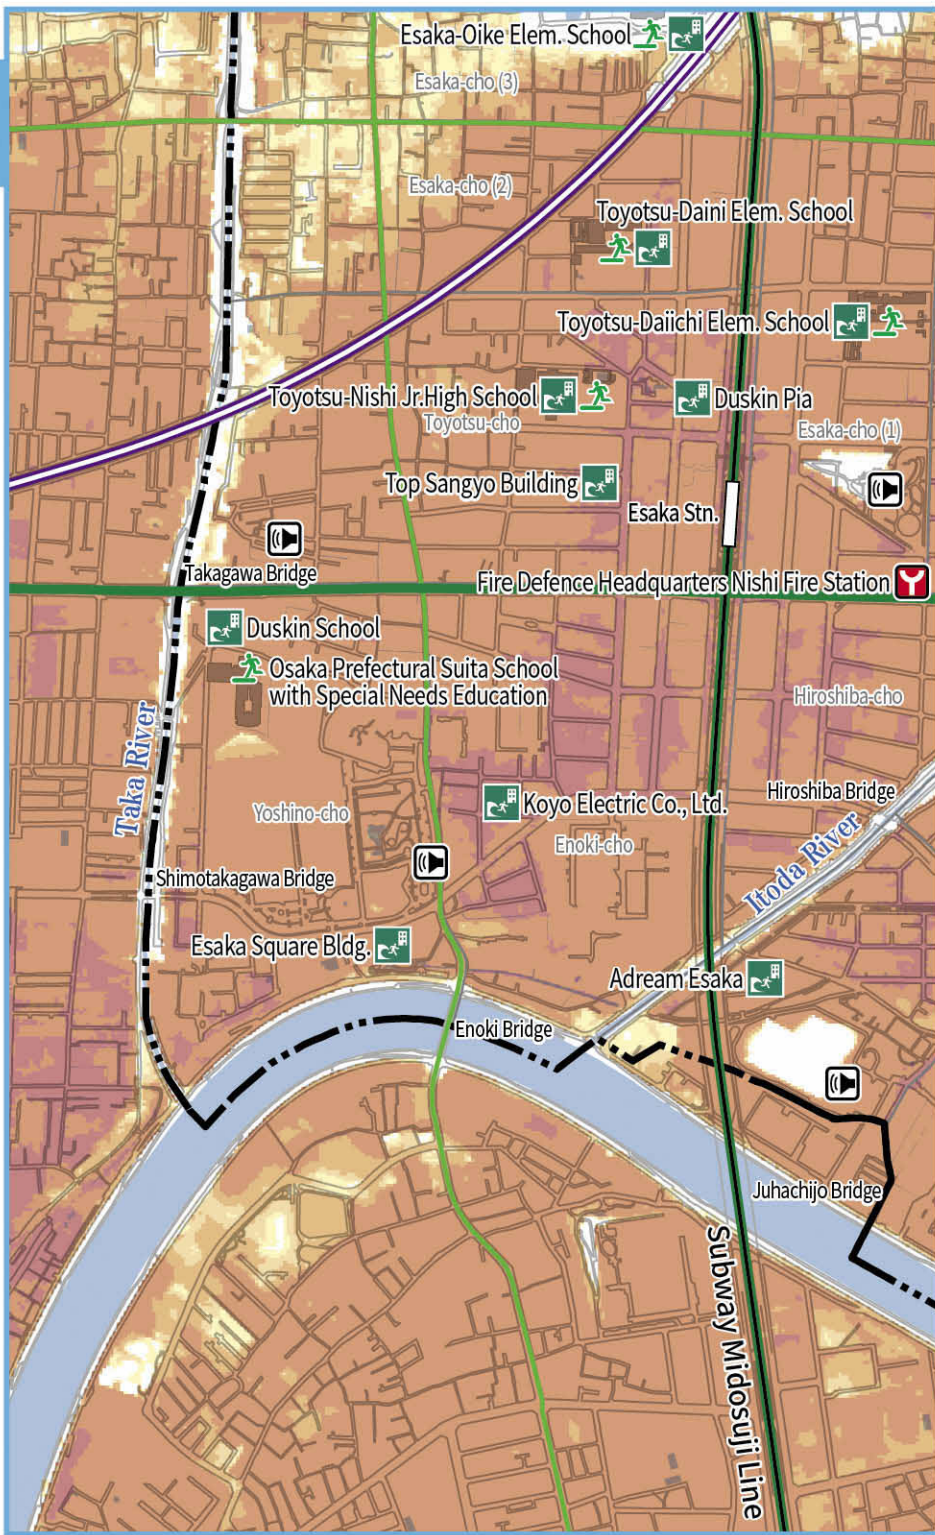 Esaka-Oike Elem. School
Esaka-cho (3)
Esaka-cho (2)
Toyotsu-Daini Elem. School
Toyotsu-Daiichi Elem. School
Toyotsu-Nishi Jr.High School
Duskin Pia
Toyotsu-cho
Esaka-cho (1)
Top Sangyo Building
Esaka Stn.
Takagawa Bridge
Fire Defence Headquarters Nishi Fire Station
Duskin School
Osaka Prefectural Suita School
with Special Needs Education
Hiroshiba-cho
Taka River
Hiroshiba Bridge
Koyo Electric Co., Ltd.
Yoshino-cho
Enoki-cho
Itoda River
Shimotakagawa Bridge
Esaka Square Bldg.
Adream Esaka
Enoki Bridge
Juhachijo Bridge
Subway Midosuji Line